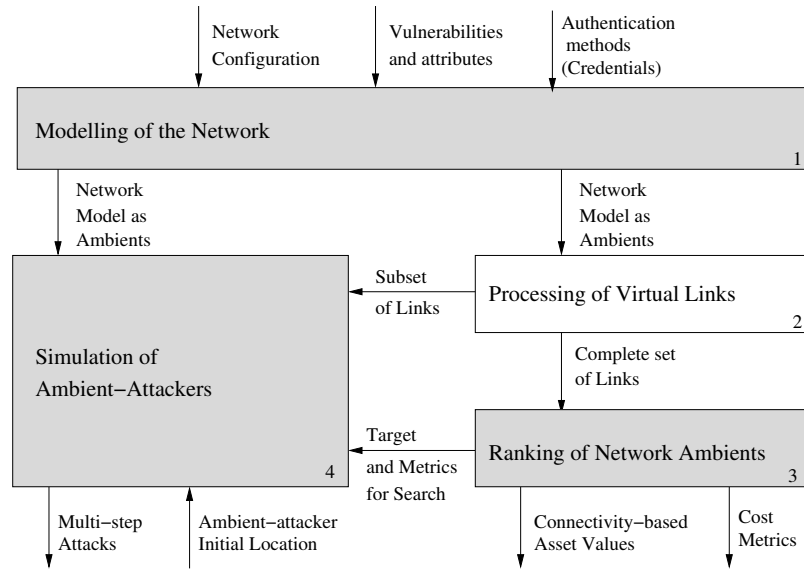 Network
Configuration
Vulnerabilities
and attributes
Authentication
methods
(Credentials)
Modelling of the Network
1
Network
Model as
Ambients
Network
Model as
Ambients
Subset
of Links
Processing of Virtual Links
2
Simulation of
Ambient−Attackers
4
Complete set
of Links
Target
and Metrics
for Search
Ranking of Network Ambients
3
Multi−step
Attacks
Ambient−attacker
Initial Location
Connectivity−based
Asset Values
Cost
Metrics